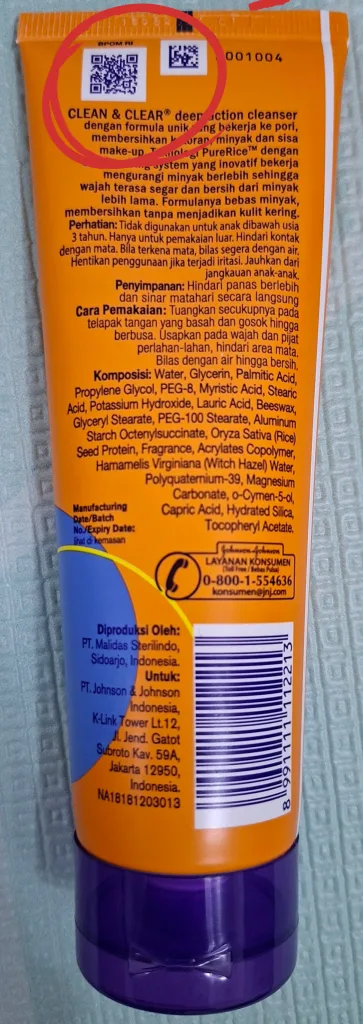 BPOM RI
001004
CLEAN & CLEAR® deep action cleanser
dengan formula unik yang bekerja ke pori,
membersihkan kotoran, minyak dan sisa
make-up. Teknologi PureRice™ dengan
system yang inovatif bekerja
mengurangi minyak berlebih sehingga
wajah terasa segar dan bersih dari minyak
lebih lama. Formulanya bebas minyak,
membersihkan tanpa menjadikan kulit kering.
Perhatian: Tidak digunakan untuk anak dibawah usia
3 tahun. Hanya untuk pemakaian luar. Hindari kontak
dengan mata. Bila terkena mata, bilas segera dengan air.
Hentikan penggunaan jika terjadi iritasi. Jauhkan dari
jangkauan anak-anak.
Penyimpanan: Hindari panas berlebih
dan sinar matahari secara langsung
Cara Pemakaian: Tuangkan secukupnya pada
telapak tangan yang basah dan gosok hingga
berbusa. Usapkan pada wajah dan pijat
perlahan-lahan, hindari area mata.
Bilas dengan air hingga bersih.
Komposisi: Water, Glycerin, Palmitic Acid,
Propylene Glycol, PEG-8, Myristic Acid, Stearic
Acid, Potassium Hydroxide, Lauric Acid, Beeswax,
Glyceryl Stearate, PEG-100 Stearate, Aluminum
Starch Octenylsuccinate, Oryza Sativa (Rice)
Seed Protein, Fragrance, Acrylates Copolymer,
Hamamelis Virginiana (Witch Hazel) Water,
Polyquaternium-39, Magnesium
Carbonate, o-Cymen-5-ol,
Capric Acid, Hydrated Silica,
Tocopheryl Acetate.
Manufacturing
Date/Batch
No./Expiry Date:
lihat di kemasan
Johnson & Johnson
LAYANAN KONSUMEN
(Toll Free / Bebas Pulsa)
0-800-1-554636
konsumen@jnj.com
Diproduksi Oleh:
PT. Malidas Sterilindo,
Sidoarjo, Indonesia.
Untuk:
PT. Johnson & Johnson
Indonesia,
K-Link Tower Lt.12,
Jl. Jend. Gatot
Subroto Kav. 59A,
Jakarta 12950,
Indonesia.
NA18181203013
8 991111 112213